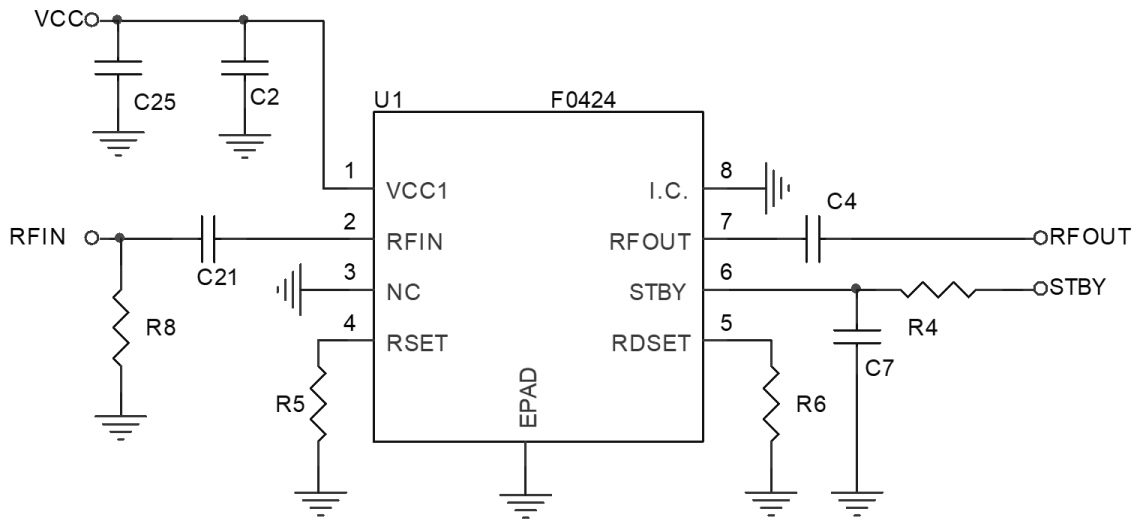 VCC
C25
C2
U1
F0424
1
VCC1
I.C.
8
RFIN
C21
2
RFIN
RFOUT
7
C4
RFOUT
3
NC
STBY
6
STBY
R8
4
RSET
RDSET
5
R4
C7
R5
EPAD
R6